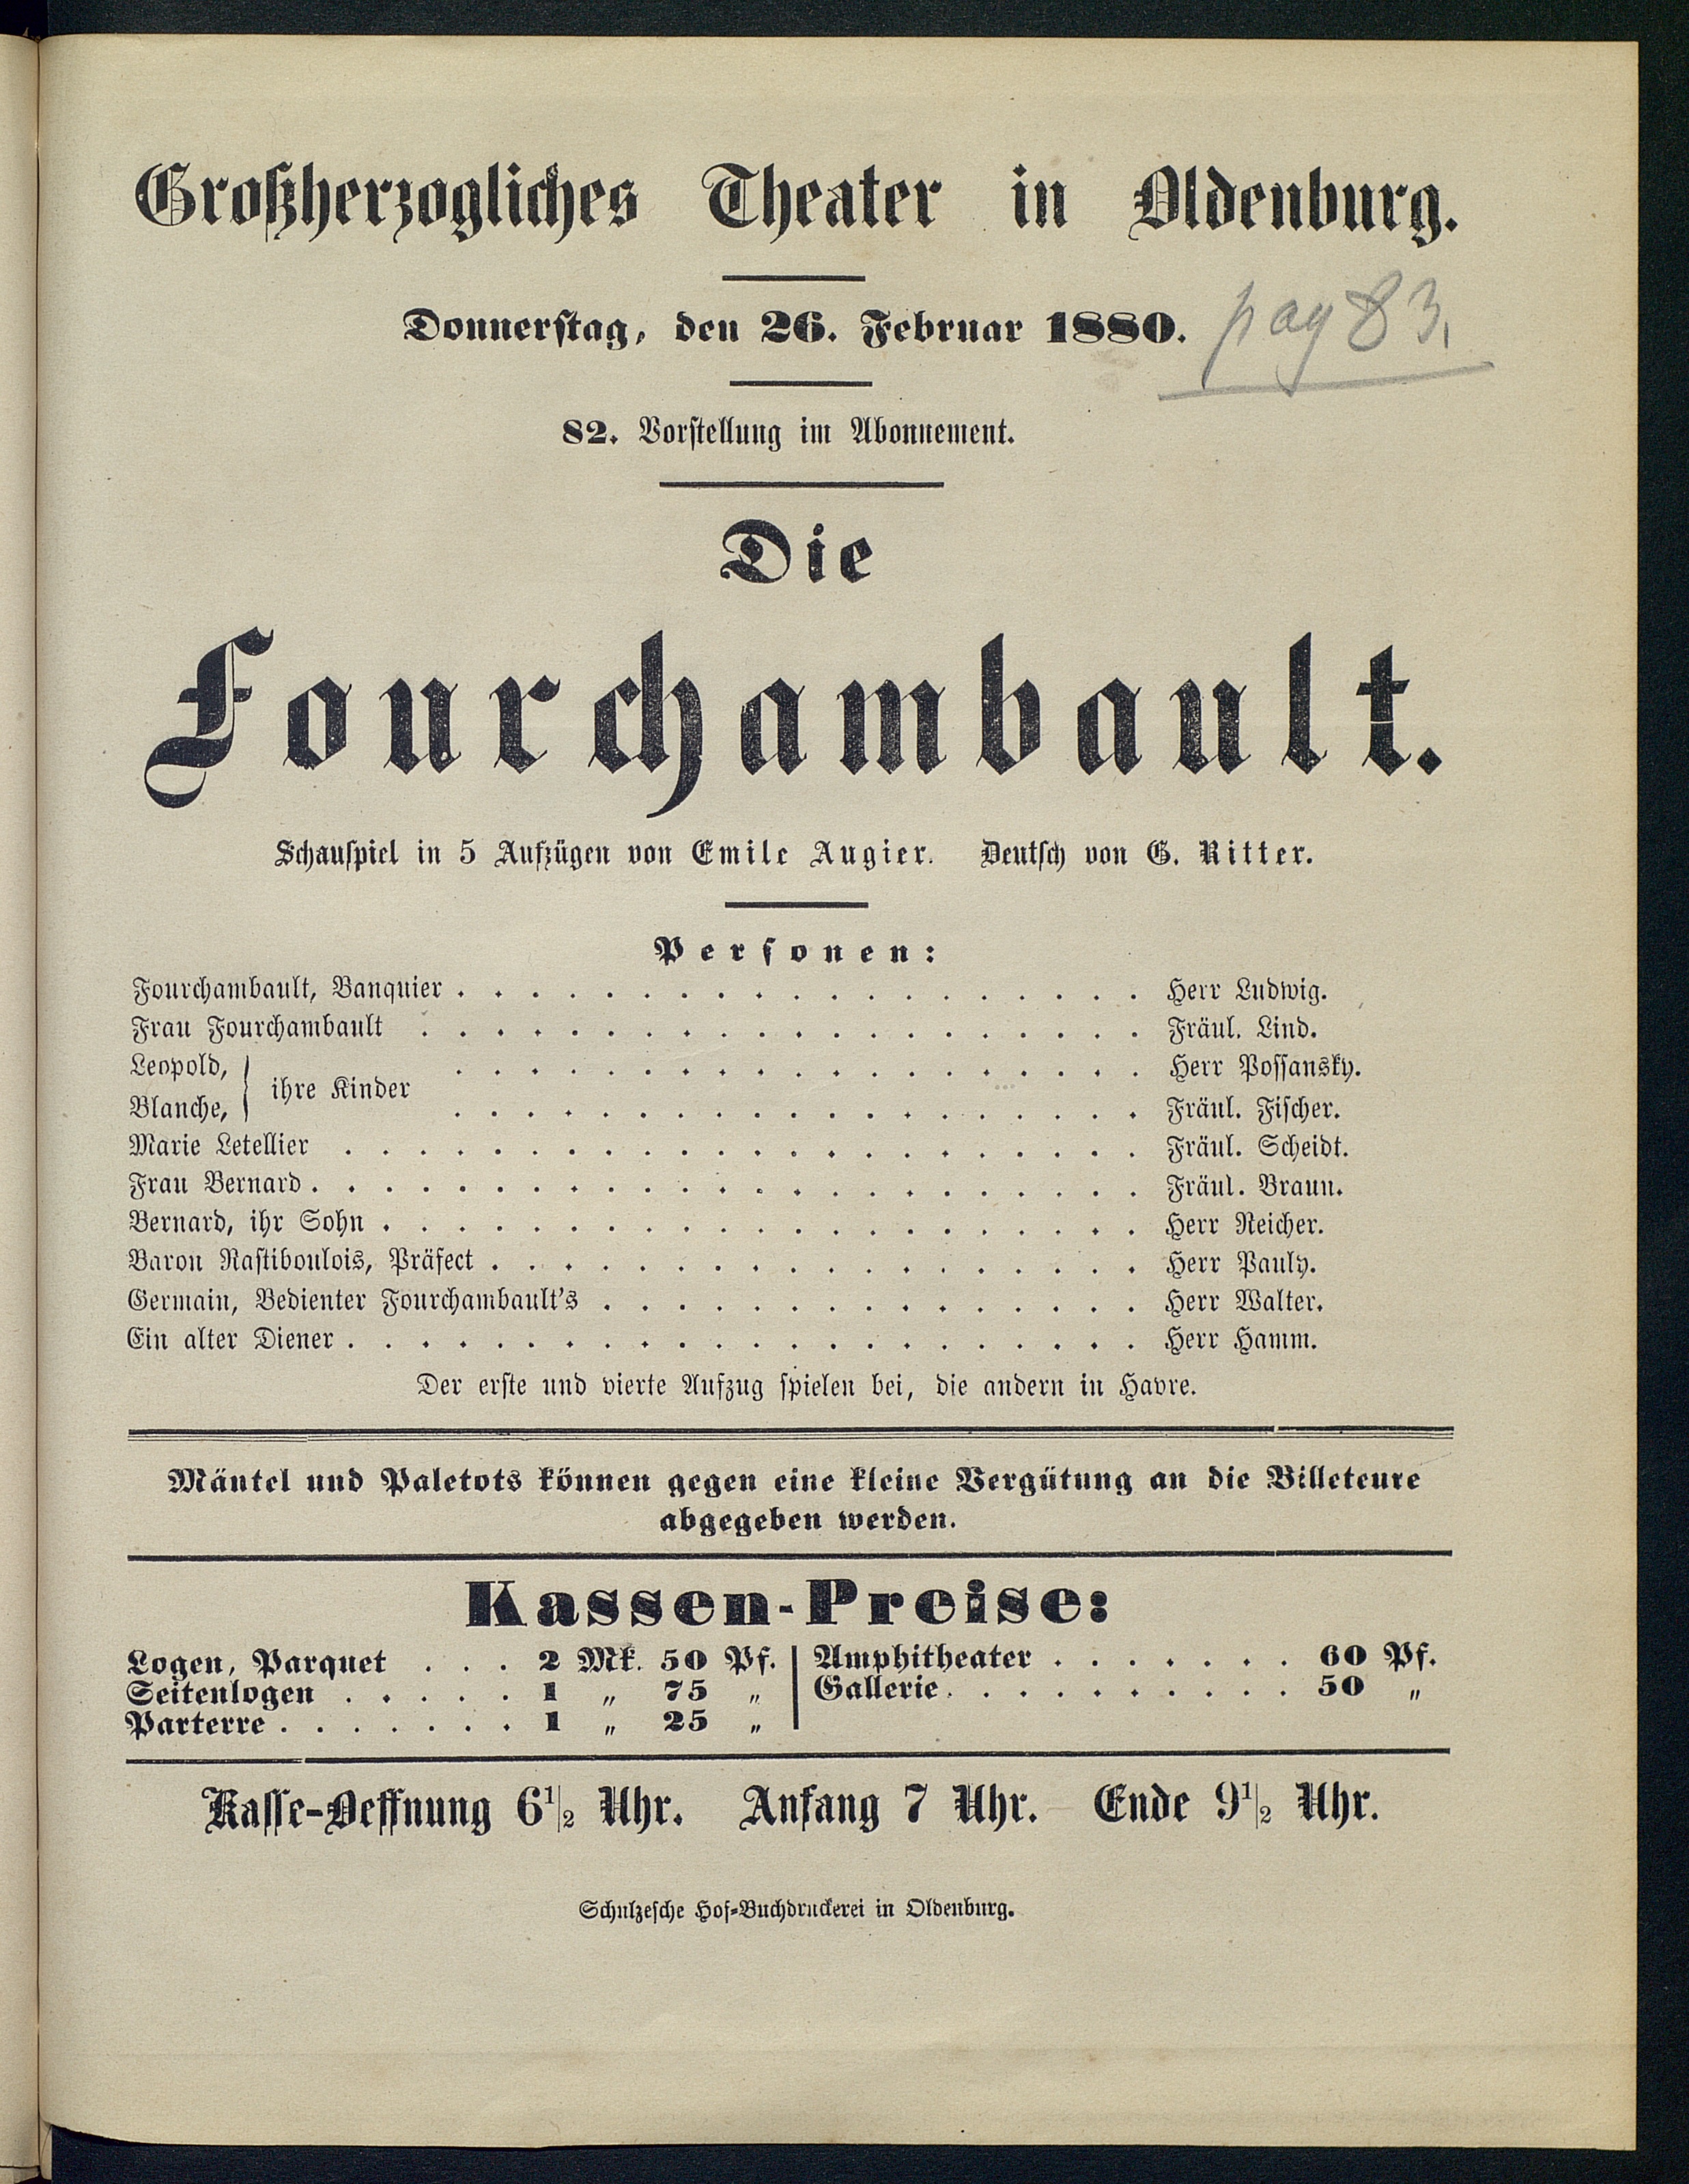 Großherzogliches Theater in Oldenburg.
Donnerstag, den 26. Februar 1880.
pag 83.
82. Vorstellung im Abonnement.
Die
Fourchambault.
Schauspiel in 5 Aufzügen von Emile Augier. Deutsch von G. Ritter.
Personen:
Fourchambault, Banquier . . . . . . . . . . . . . . . . . . . Herr Ludwig.
Frau Fourchambault . . . . . . . . . . . . . . . . . . . . Fräul. Lind.
Leopold, } ihre Kinder . . . . . . . . . . . . . . . . . . . Herr Possansky.
Blanche, } . . . . . . . . . . . . . . . . . . . Fräul. Fischer.
Marie Letellier . . . . . . . . . . . . . . . . . . . . . . Fräul. Scheidt.
Frau Bernard . . . . . . . . . . . . . . . . . . . . . . . Fräul. Braun.
Bernard, ihr Sohn . . . . . . . . . . . . . . . . . . . . . Herr Reicher.
Baron Rastiboulois, Präfect . . . . . . . . . . . . . . . . . . Herr Pauly.
Germain, Bedienter Fourchambault's . . . . . . . . . . . . . . . Herr Walter.
Ein alter Diener . . . . . . . . . . . . . . . . . . . . . . Herr Hamm.
Der erste und vierte Aufzug spielen bei, die andern in Havre.
Mäntel und Paletots können gegen eine kleine Vergütung an die Billeteure
abgegeben werden.
Kassen-Preise:
Logen, Parquet . . . 2 Mk. 50 Pf. | Amphitheater . . . . . . . 60 Pf.
Seitenlogen . . . . . 1 „ 75 „ | Gallerie . . . . . . . . . . 50 „
Parterre . . . . . . . 1 „ 25 „
Kasse-Oeffnung 6 1/2 Uhr. Anfang 7 Uhr. Ende 9 1/2 Uhr.
Schulzesche Hof-Buchdruckerei in Oldenburg.